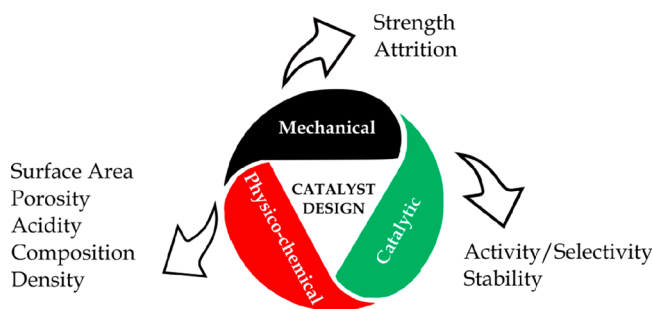 Strength
Attrition
Mechanical
Surface Area
Porosity
Acidity
Composition
Density
Physico-chemical
CATALYST
DESIGN
Catalytic
Activity/Selectivity
Stability